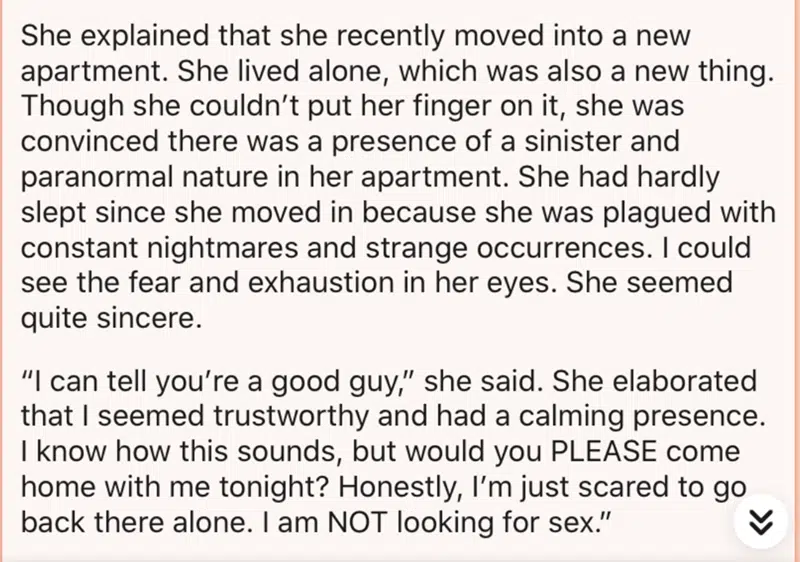 She explained that she recently moved into a new
apartment. She lived alone, which was also a new thing.
Though she couldn’t put her finger on it, she was
convinced there was a presence of a sinister and
paranormal nature in her apartment. She had hardly
slept since she moved in because she was plagued with
constant nightmares and strange occurrences. I could
see the fear and exhaustion in her eyes. She seemed
quite sincere.
“I can tell you’re a good guy,” she said. She elaborated
that I seemed trustworthy and had a calming presence.
I know how this sounds, but would you PLEASE come
home with me tonight? Honestly, I’m just scared to go
back there alone. I am NOT looking for sex.”